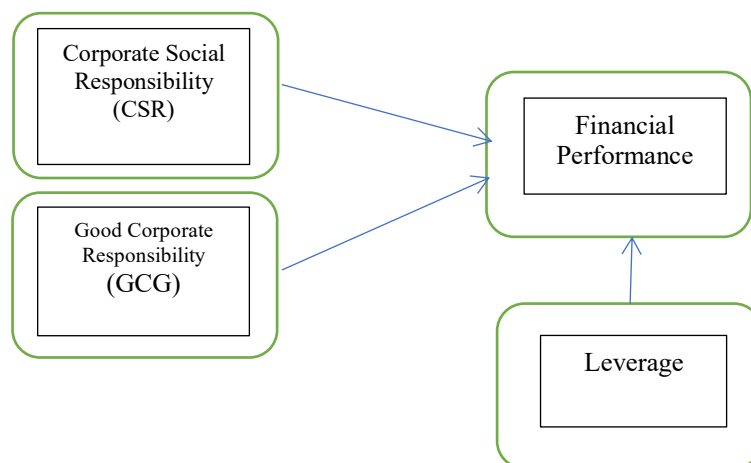 Corporate Social
Responsibility
(CSR)
Financial
Performance
Good Corporate
Responsibility
(GCG)
Leverage